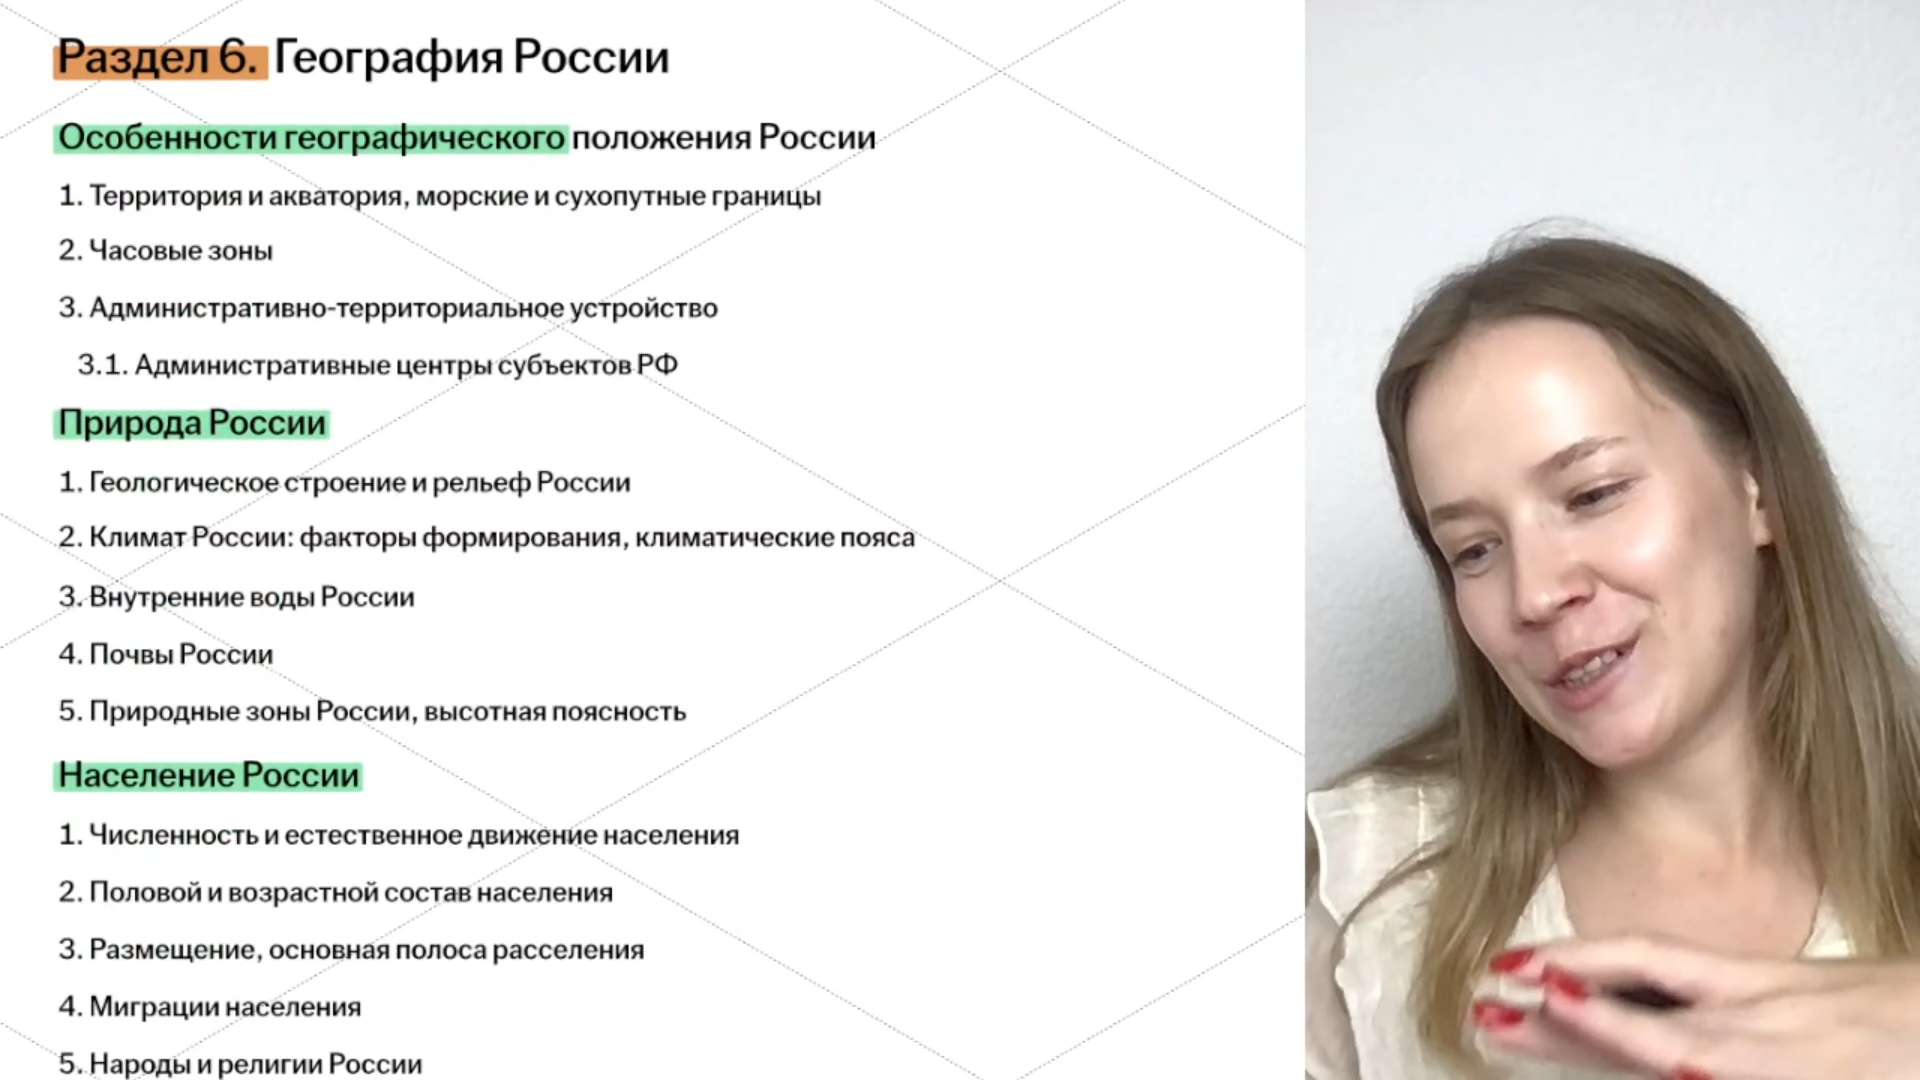 Раздел 6. География России
Особенности географического положения России
1. Территория и акватория, морские и сухопутные границы
2. Часовые зоны
3. Административно-территориальное устройство
3.1. Административные центры субъектов РФ
Природа России
1. Геологическое строение и рельеф России
2. Климат России: факторы формирования, климатические пояса
3. Внутренние воды России
4. Почвы России
5. Природные зоны России, высотная поясность
Население России
1. Численность и естественное движение населения
2. Половой и возрастной состав населения
3. Размещение, основная полоса расселения
4. Миграции населения
5. Народы и религии России